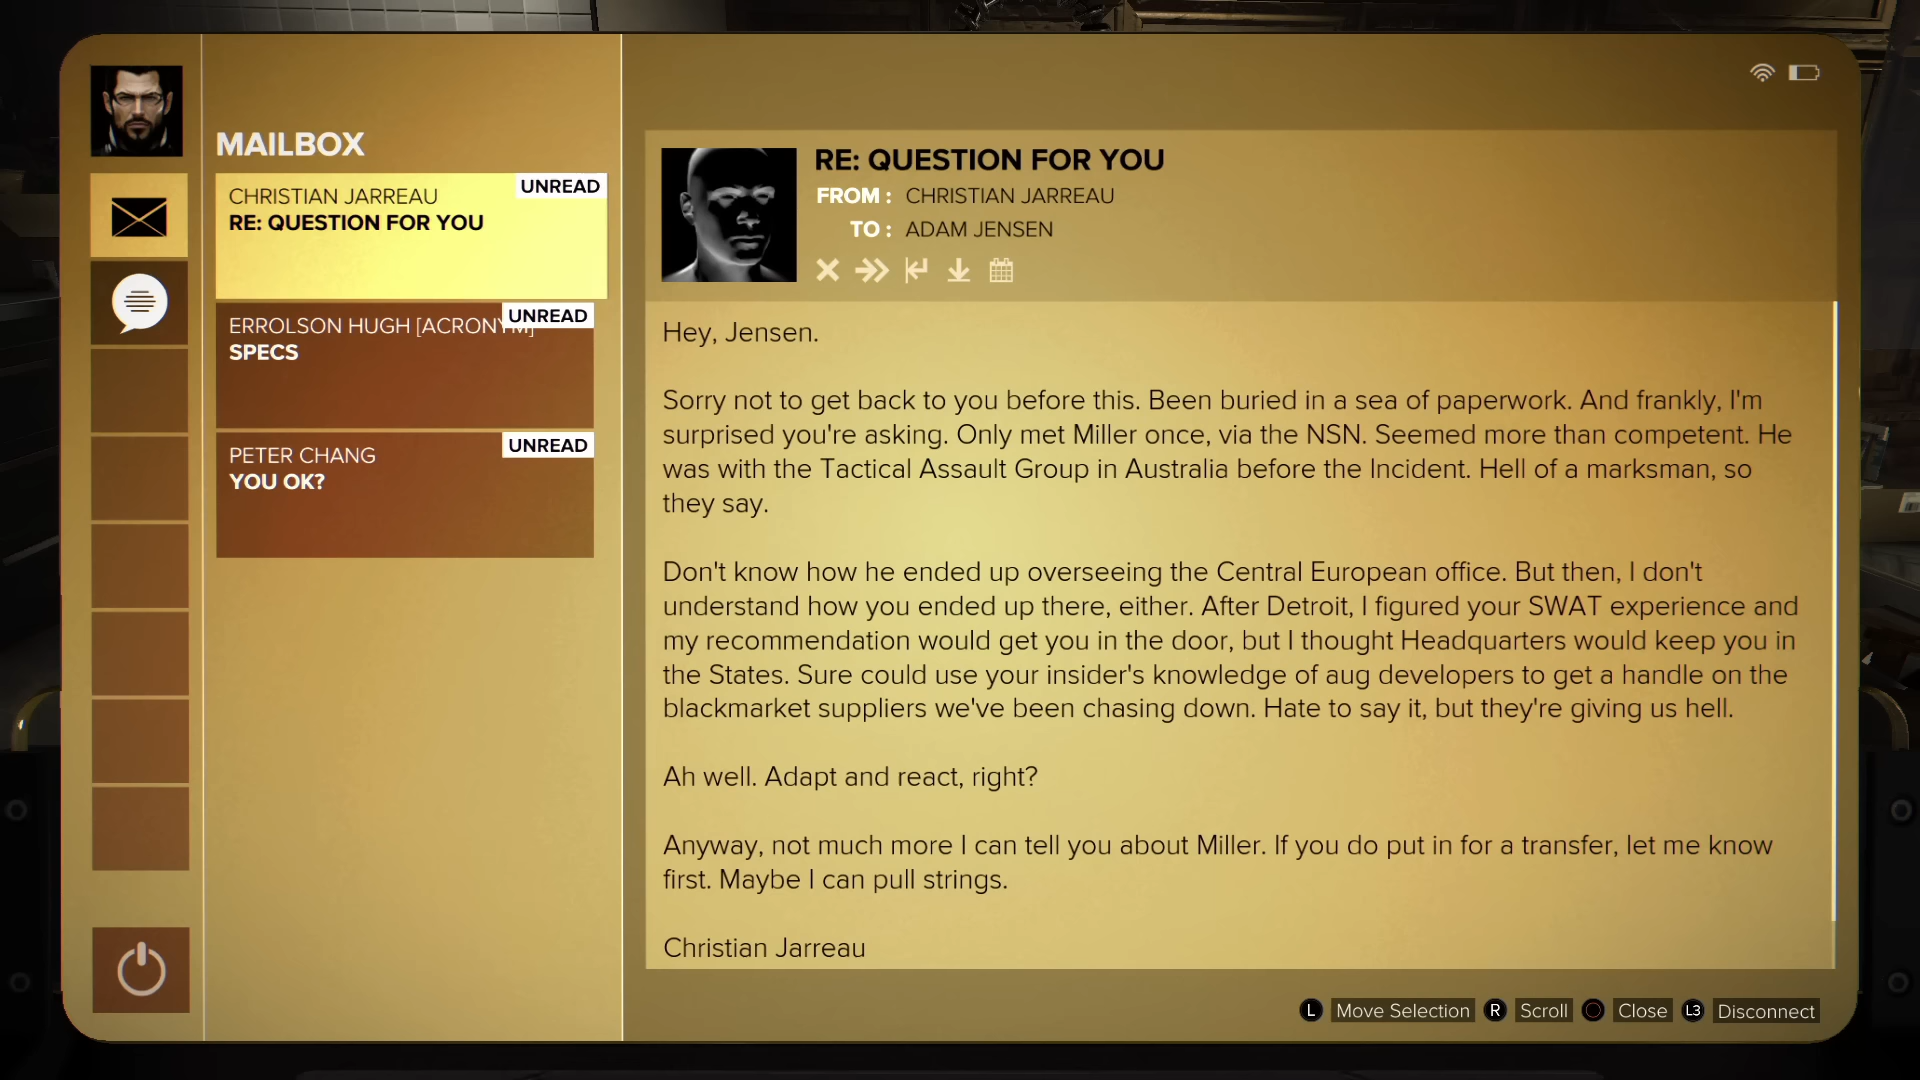 MAILBOX
CHRISTIAN JARREAU
UNREAD
RE: QUESTION FOR YOU
ERROLSON HUGH [ACRONYM]
UNREAD
SPECS
PETER CHANG
UNREAD
YOU OK?
RE: QUESTION FOR YOU
FROM : CHRISTIAN JARREAU
TO : ADAM JENSEN
Hey, Jensen.
Sorry not to get back to you before this. Been buried in a sea of paperwork. And frankly, I'm
surprised you're asking. Only met Miller once, via the NSN. Seemed more than competent. He
was with the Tactical Assault Group in Australia before the Incident. Hell of a marksman, so
they say.
Don't know how he ended up overseeing the Central European office. But then, I don't
understand how you ended up there, either. After Detroit, I figured your SWAT experience and
my recommendation would get you in the door, but I thought Headquarters would keep you in
the States. Sure could use your insider's knowledge of aug developers to get a handle on the
blackmarket suppliers we've been chasing down. Hate to say it, but they're giving us hell.
Ah well. Adapt and react, right?
Anyway, not much more I can tell you about Miller. If you do put in for a transfer, let me know
first. Maybe I can pull strings.
Christian Jarreau
L Move Selection R Scroll Close L3 Disconnect